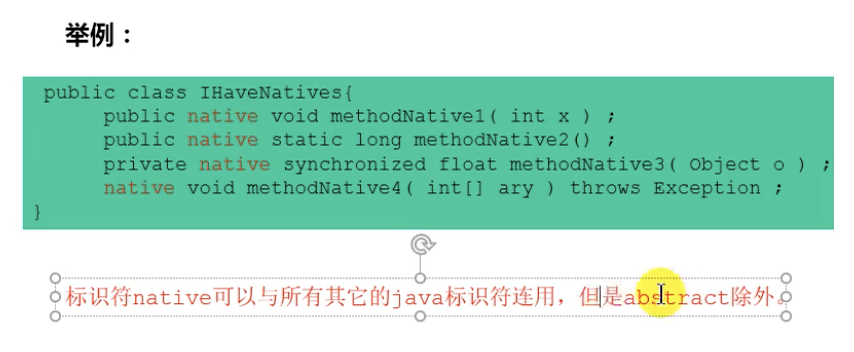 举例：
public class IHaveNatives{
public native void methodNative1( int x ) ;
public native static long methodNative2() ;
private native synchronized float methodNative3( Object o ) ;
native void methodNative4( int[] ary ) throws Exception ;
}
标识符native可以与所有其它的java标识符连用，但是abstract除外。